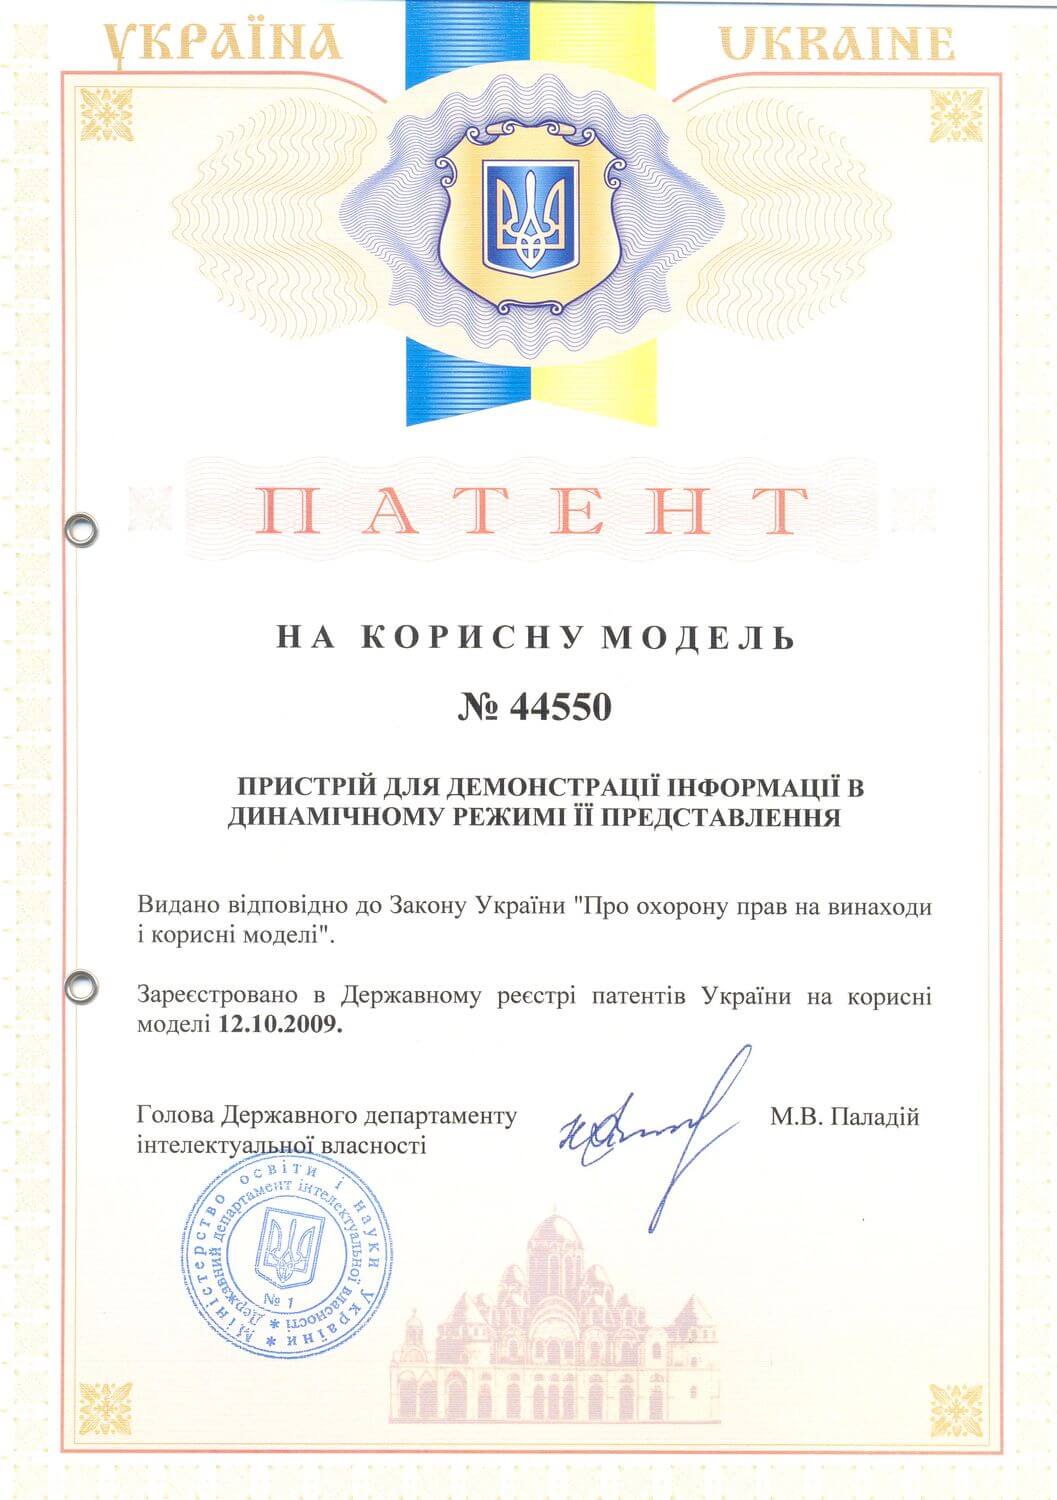 УКРАЇНА
UKRAINE
ПАТЕНТ
НА КОРИСНУ МОДЕЛЬ
№ 44550
ПРИСТРІЙ ДЛЯ ДЕМОНСТРАЦІЇ ІНФОРМАЦІЇ В
ДИНАМІЧНОМУ РЕЖИМІ ЇЇ ПРЕДСТАВЛЕННЯ
Видано відповідно до Закону України "Про охорону прав на винаходи
і корисні моделі".
Зареєстровано в Державному реєстрі патентів України на корисні
моделі 12.10.2009.
Голова Державного департаменту
інтелектуальної власності
М.В. Паладій
Міністерство освіти і науки України *
Державний департамент інтелектуальної власності *
№ 1